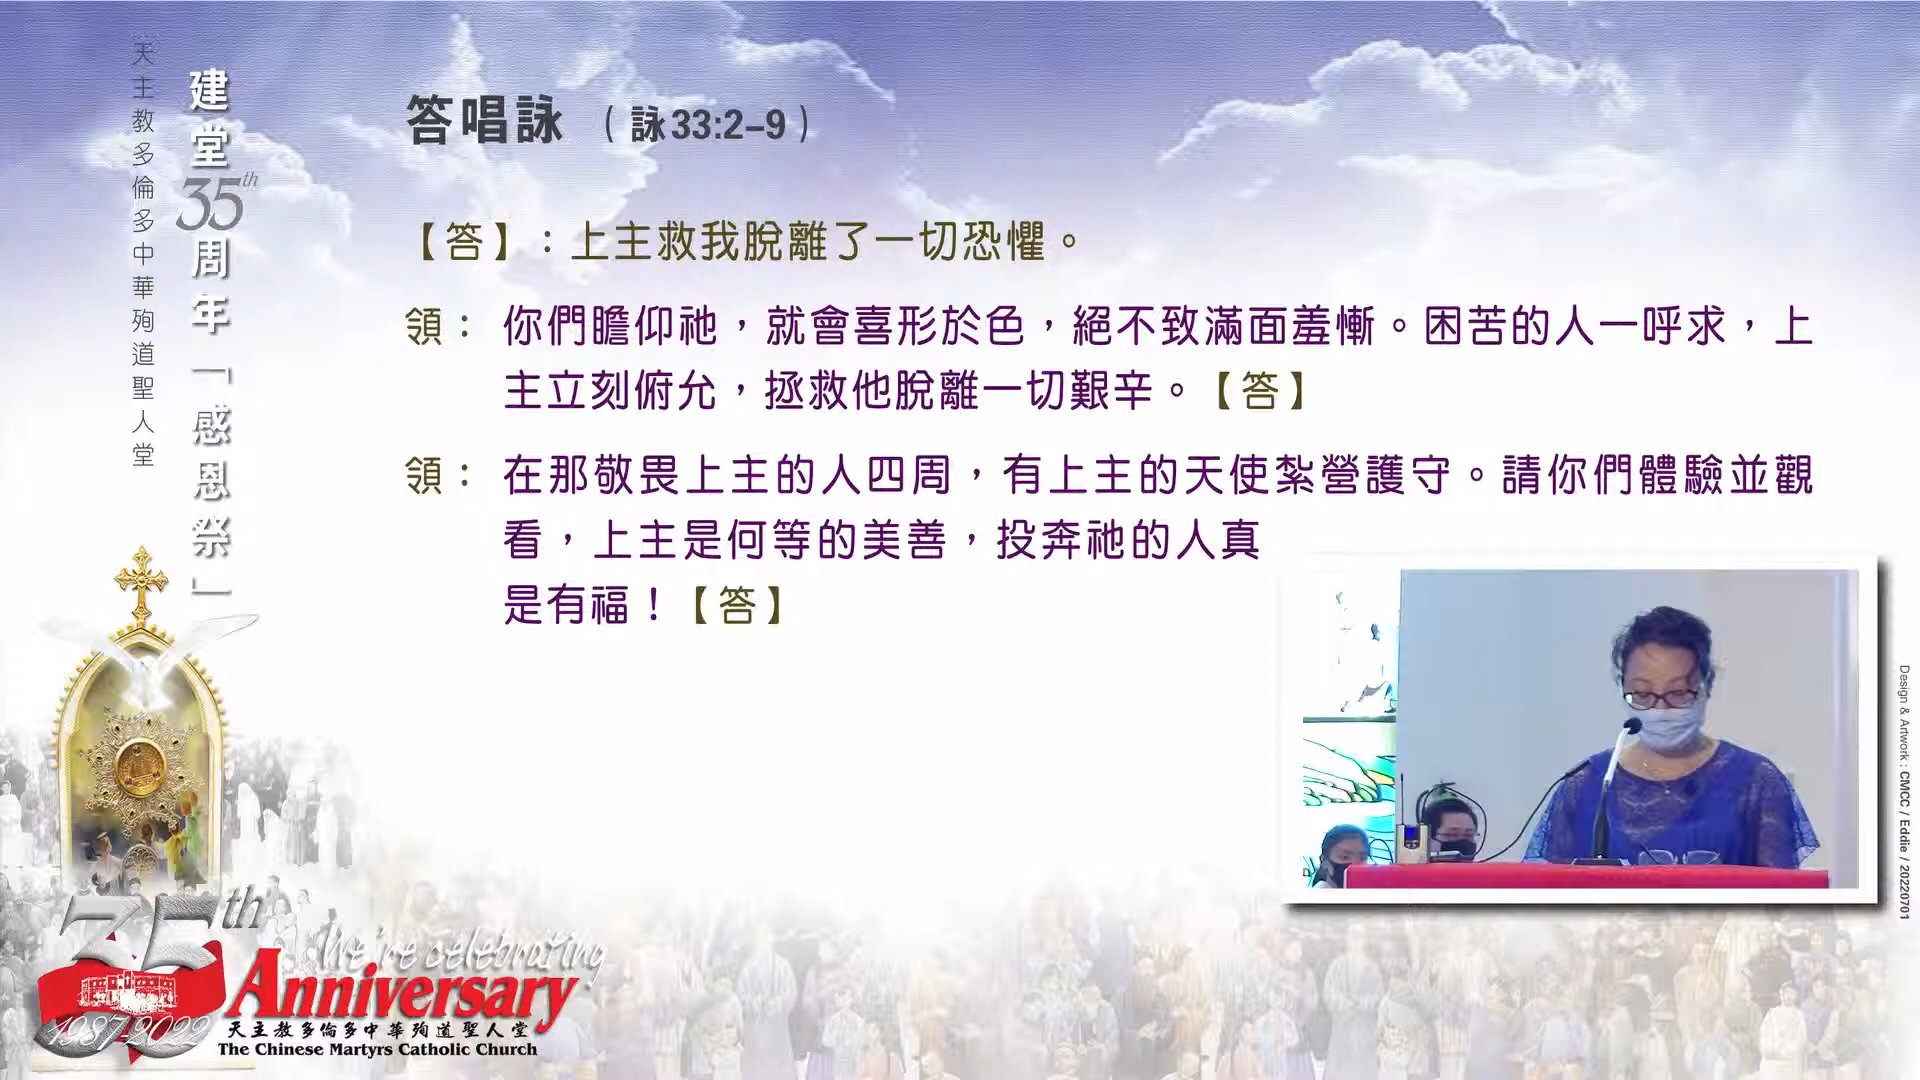 天主教多倫多中華殉道聖人堂
建堂35th周年「感恩祭」
答唱詠 （詠33:2-9）
【答】：上主救我脫離了一切恐懼。
領： 你們瞻仰祂，就會喜形於色，絕不致滿面羞慚。困苦的人一呼求，上
主立刻俯允，拯救他脫離一切艱辛。【答】
領： 在那敬畏上主的人四周，有上主的天使紮營護守。請你們體驗並觀
看，上主是何等的美善，投奔祂的人真
是有福！【答】
Design & Artwork : CMCC / Eddie / 20220701
35th
We're celebrating
Anniversary
1987-2022
天主教多倫多中華殉道聖人堂
The Chinese Martyrs Catholic Church